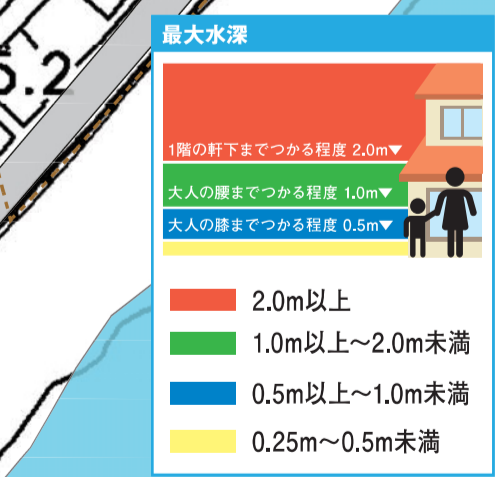 5.2
最大水深
1階の軒下までつかる程度 2.0m▼
大人の腰までつかる程度 1.0m▼
大人の膝までつかる程度 0.5m▼
2.0m以上
1.0m以上～2.0m未満
0.5m以上～1.0m未満
0.25m～0.5m未満